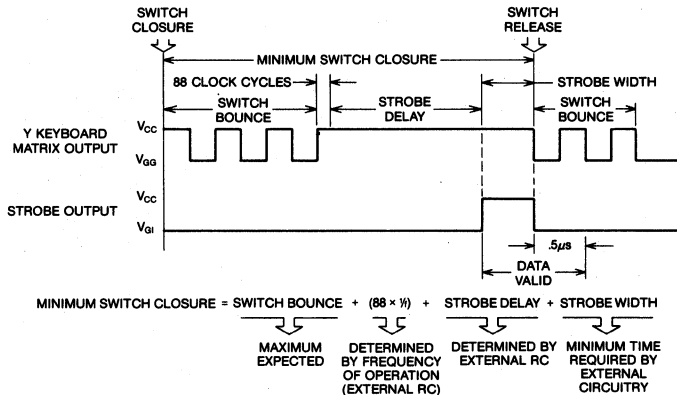 SWITCH CLOSURE
SWITCH RELEASE
MINIMUM SWITCH CLOSURE
88 CLOCK CYCLES
STROBE WIDTH
SWITCH BOUNCE
STROBE DELAY
SWITCH BOUNCE
Y KEYBOARD MATRIX OUTPUT
VCC
VGG
STROBE OUTPUT
VCC
VGI
.5μs
DATA VALID
MINIMUM SWITCH CLOSURE = SWITCH BOUNCE + (88 × 1/f) + STROBE DELAY + STROBE WIDTH
MAXIMUM EXPECTED
DETERMINED BY FREQUENCY OF OPERATION (EXTERNAL RC)
DETERMINED BY EXTERNAL RC
MINIMUM TIME REQUIRED BY EXTERNAL CIRCUITRY